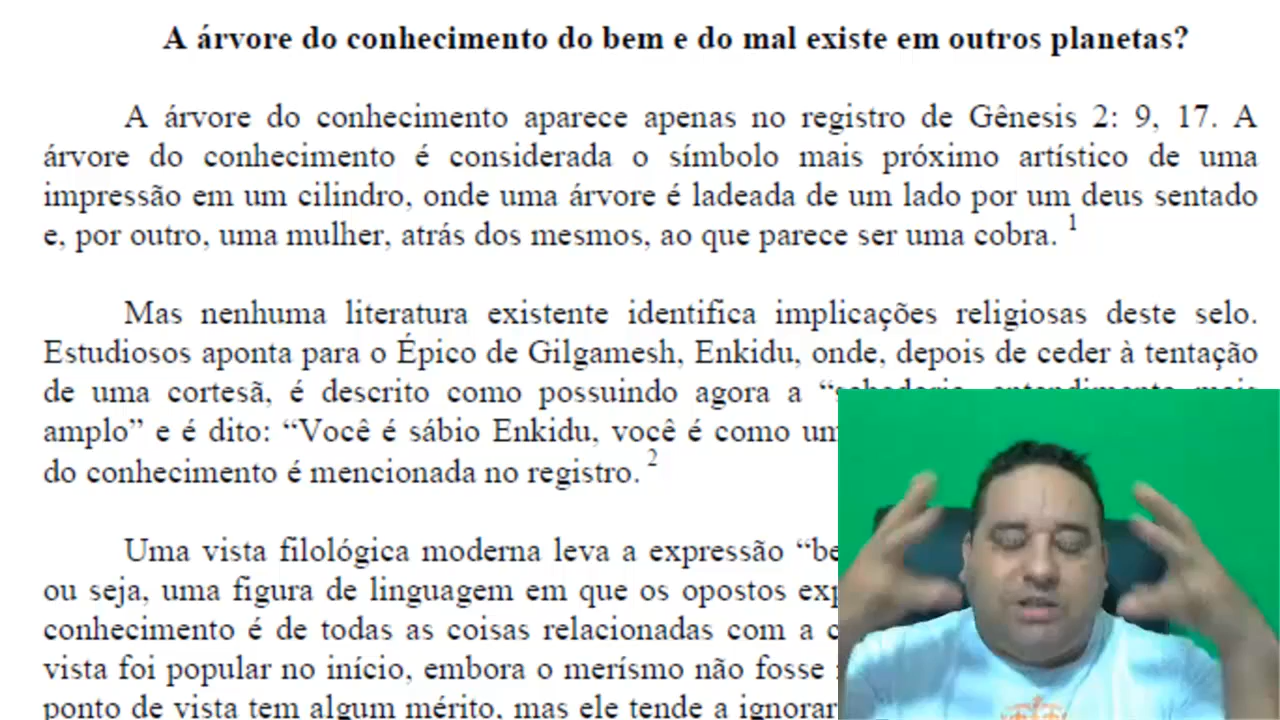 A árvore do conhecimento do bem e do mal existe em outros planetas?
A árvore do conhecimento aparece apenas no registro de Gênesis 2: 9, 17. A
árvore do conhecimento é considerada o símbolo mais próximo artístico de uma
impressão em um cilindro, onde uma árvore é ladeada de um lado por um deus sentado
e, por outro, uma mulher, atrás dos mesmos, ao que parece ser uma cobra. 1
Mas nenhuma literatura existente identifica implicações religiosas deste selo.
Estudiosos aponta para o Épico de Gilgamesh, Enkidu, onde, depois de ceder à tentação
de uma cortesã, é descrito como possuindo agora a
amplo” e é dito: “Você é sábio Enkidu, você é como
do conhecimento é mencionada no registro. 2
Uma vista filológica moderna leva a expressão
ou seja, uma figura de linguagem em que os opostos
conhecimento é de todas as coisas relacionadas com a
vista foi popular no início, embora o merísmo não fosse
ponto de vista tem algum mérito, mas ele tende a ignorar